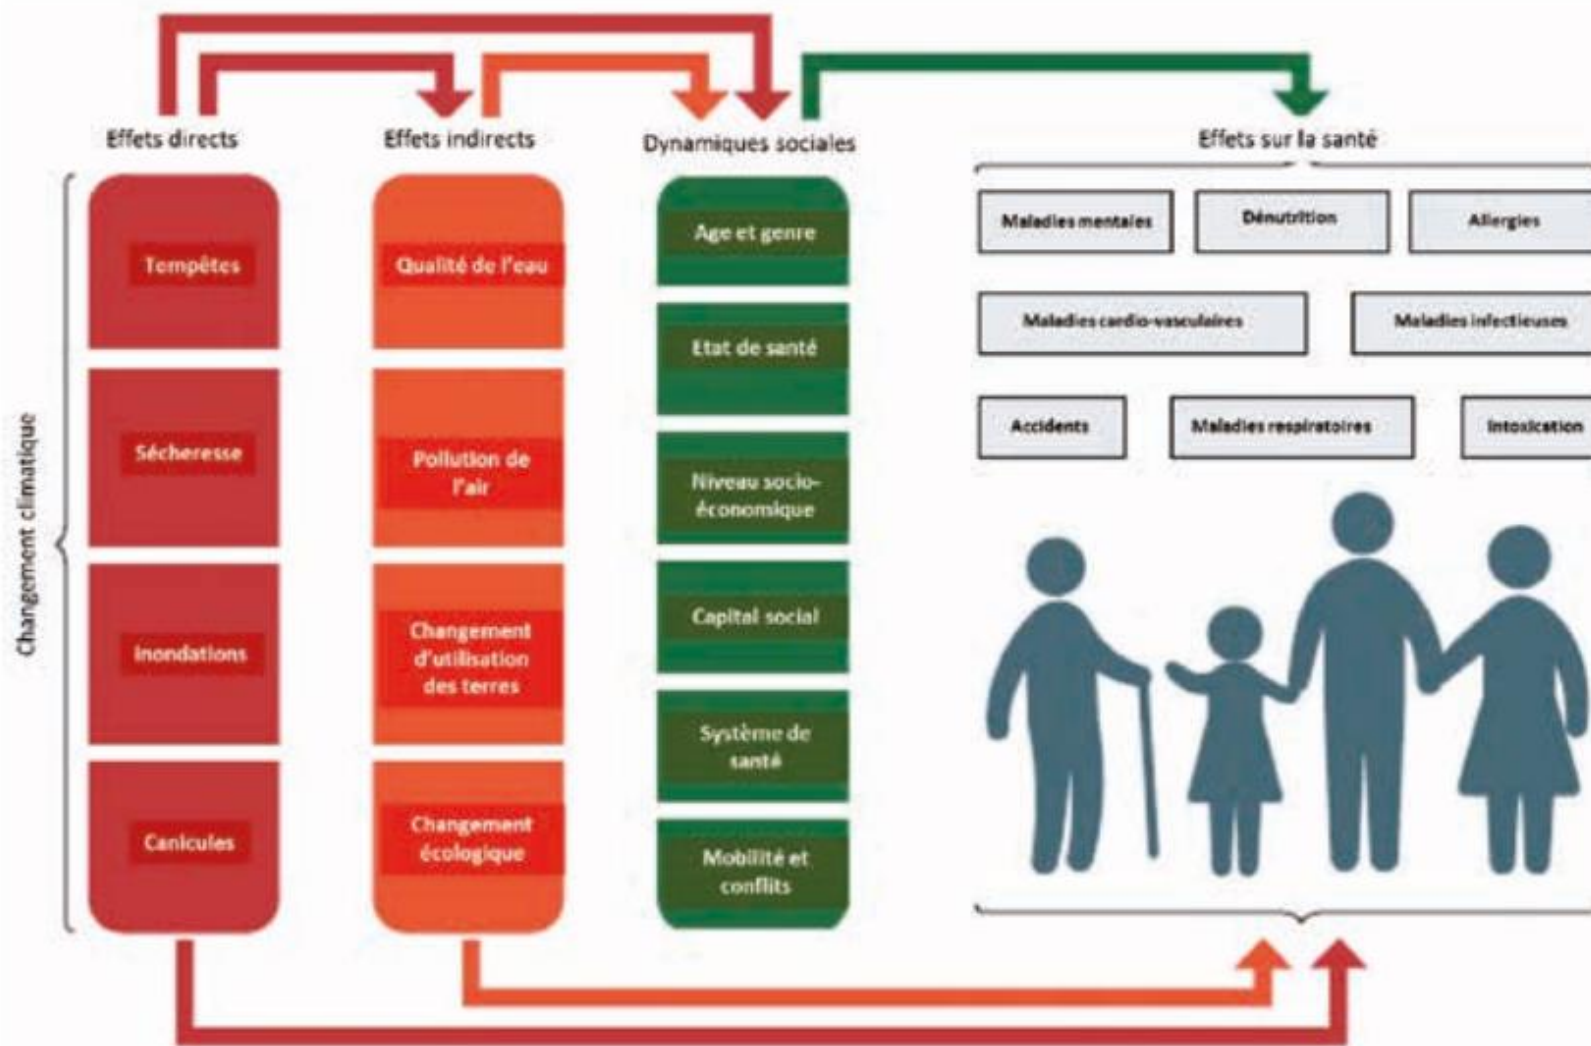 Effets directs
Effets indirects
Dynamiques sociales
Effets sur la santé
Changement climatique
Tempêtes
Sécheresse
Inondations
Canicules
Qualité de l'eau
Pollution de
l'air
Changement
d'utilisation
des terres
Changement
écologique
Age et genre
Etat de santé
Niveau socio-
économique
Capital social
Système de
santé
Mobilité et
conflits
Maladies mentales
Dénutrition
Allergies
Maladies cardio-vasculaires
Maladies infectieuses
Accidents
Maladies respiratoires
Intoxication